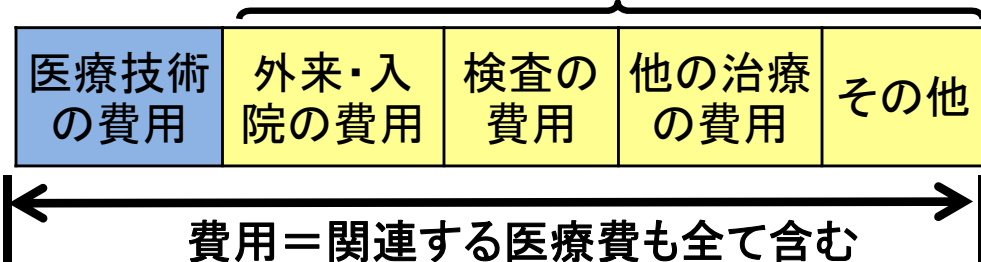 医療技術
の費用
外来・入
院の費用
検査の
費用
他の治療
の費用
その他
費用＝関連する医療費も全て含む